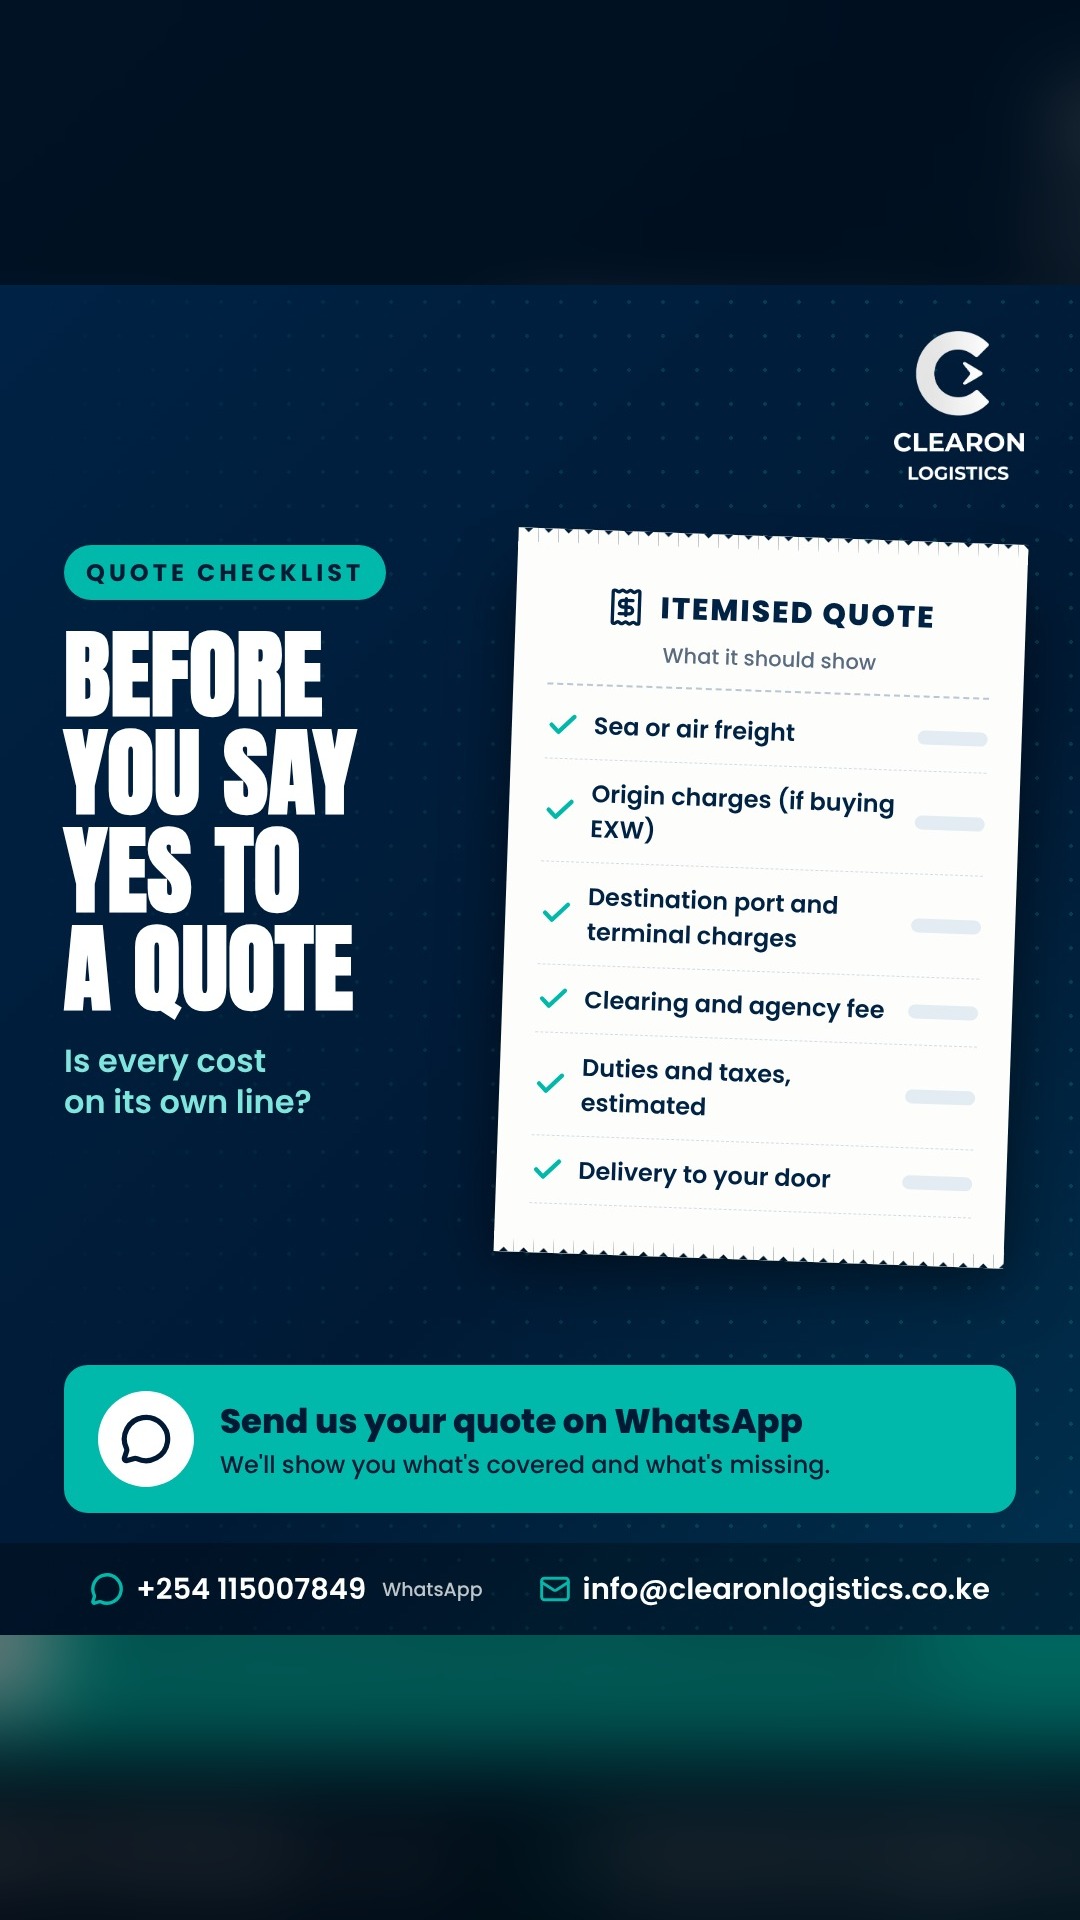 CLEARON
LOGISTICS
QUOTE CHECKLIST
BEFORE
YOU SAY
YES TO
A QUOTE
Is every cost
on its own line?
ITEMISED QUOTE
What it should show
Sea or air freight
Origin charges (if buying
EXW)
Destination port and
terminal charges
Clearing and agency fee
Duties and taxes,
estimated
Delivery to your door
Send us your quote on WhatsApp
We'll show you what's covered and what's missing.
+254 115007849 WhatsApp
info@clearonlogistics.co.ke